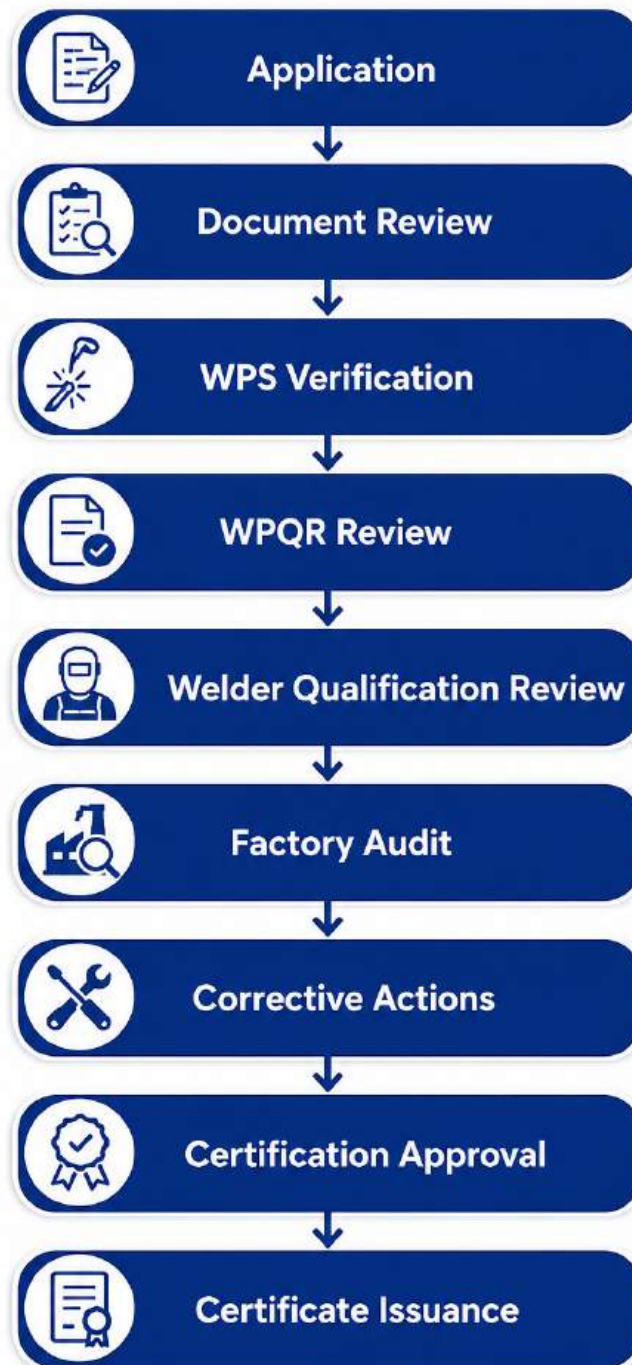 Application
Document Review
WPS Verification
WPQR Review
Welder Qualification Review
Factory Audit
Corrective Actions
Certification Approval
Certificate Issuance